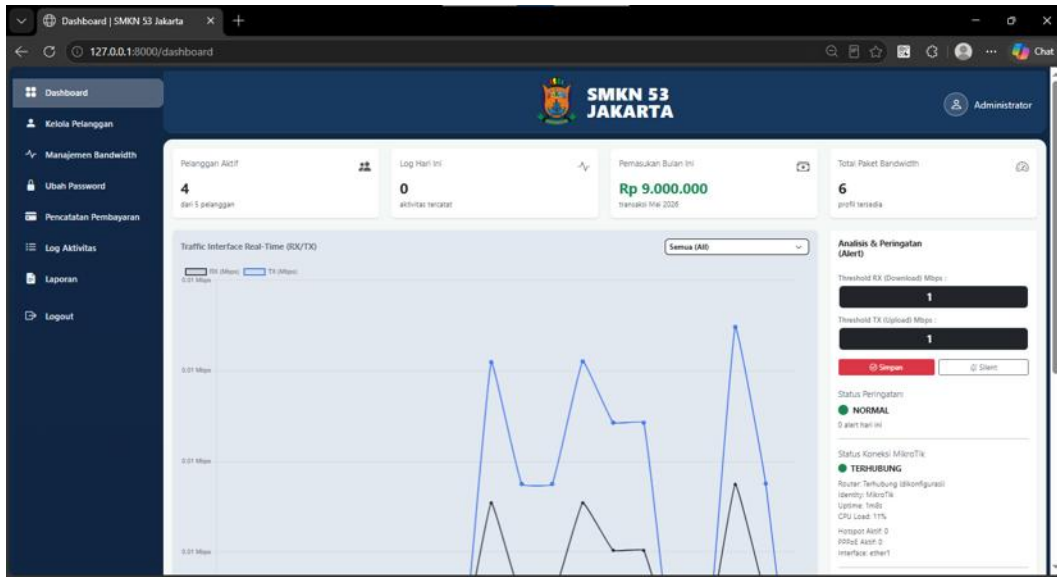 Dashboard | SMKN 53 Jakarta
127.0.0.1:8000/dashboard
Chat
Dashboard
Kelola Pelanggan
Manajemen Bandwidth
Ubah Password
Pencatatan Pembayaran
Log Aktivitas
Laporan
Logout
SMKN 53
JAKARTA
Administrator
Pelanggan Aktif
4
dari 5 pelanggan
Log Hari Ini
0
aktivitas tercatat
Pemasukan Bulan Ini
Rp 9.000.000
transaksi Mei 2026
Total Paket Bandwidth
6
profil tersedia
Traffic Interface Real-Time (RX/TX)
Semua (All)
RX (Mbps) TX (Mbps)
0.01 Mbps
0.01 Mbps
0.01 Mbps
0.01 Mbps
Analisis & Peringatan
(Alert)
Threshold RX (Download) Mbps :
1
Threshold TX (Upload) Mbps :
1
Simpan
Silent
Status Peringatan:
NORMAL
0 alert hari ini
Status Koneksi MikroTik
TERHUBUNG
Router: Terhubung (dikonfigurasi)
Identity: MikroTik
Uptime: 1m8s
CPU Load: 11%
Hotspot Aktif: 0
PPPoE Aktif: 0
Interface: ether1